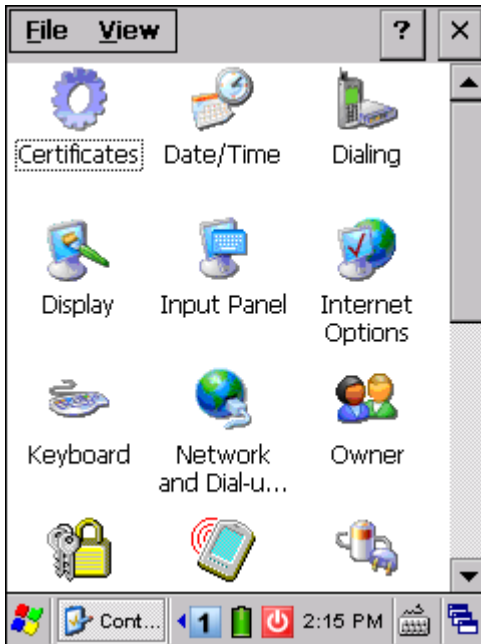 File View ? ×
Certificates Date/Time Dialing
Display Input Panel Internet
Options
Keyboard Network Owner
and Dial-u...
Cont... 1 2:15 PM